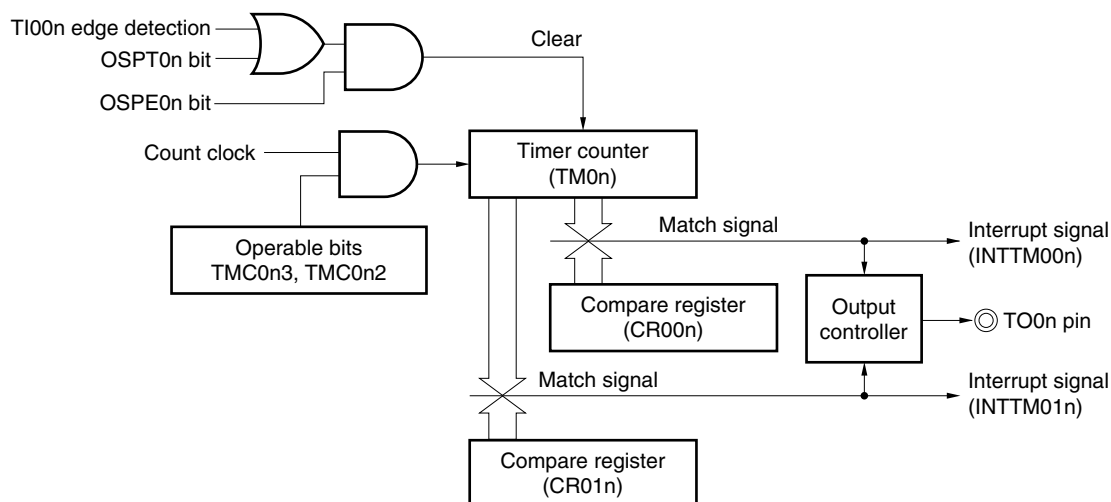 TI00n edge detection
OSPT0n bit
OSPE0n bit
Clear
Count clock
Timer counter
(TM0n)
Operable bits
TMC0n3, TMC0n2
Match signal
Interrupt signal
(INTTM00n)
Compare register
(CR00n)
Output
controller
TO0n pin
Match signal
Interrupt signal
(INTTM01n)
Compare register
(CR01n)